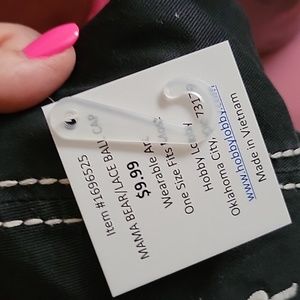 Item #1696525
MAMA BEAR/LACE BALL CAP
$9.99
Wearable
One Size Fits
Hobby
Oklahoma City,
www.hobbylobby
Made in Vietnam